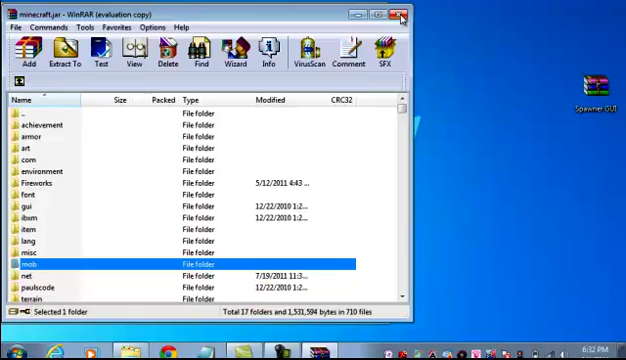 minecraft.jar - WinRAR (evaluation copy)
File Commands Tools Favorites Options Help
Add Extract To Test View Delete Find Wizard Info VirusScan Comment SFX
Name Size Packed Type Modified CRC32
.. File folder
achievement File folder
armor File folder
art File folder
com File folder
environment File folder
Fireworks File folder 5/12/2011 4:43 ...
font File folder
gui File folder 12/22/2010 1:2...
ibxm File folder 12/22/2010 1:2...
item File folder
lang File folder
misc File folder
mob File folder
net File folder 7/19/2011 11:3...
paulscode File folder 12/22/2010 1:2...
terrain File folder
Selected 1 folder Total 17 folders and 1,531,594 bytes in 710 files
Spawner GUI
6:32 PM